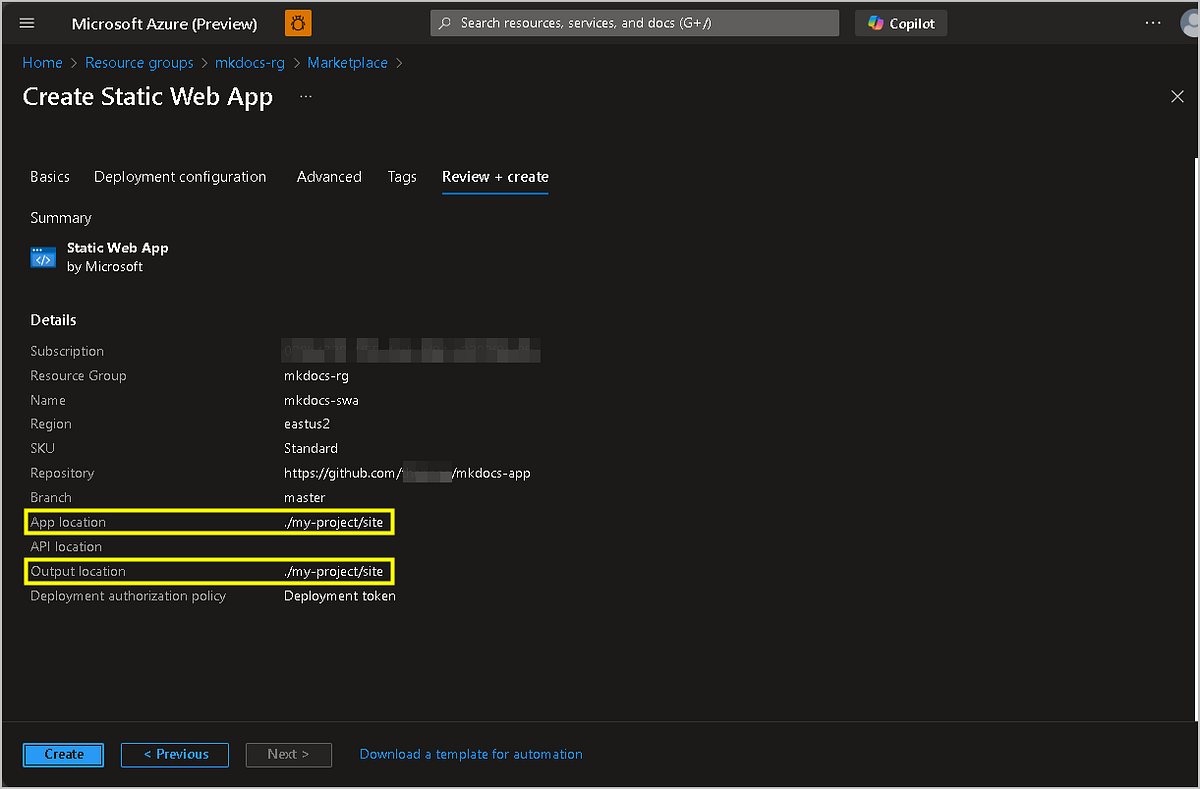 Microsoft Azure (Preview)
Search resources, services, and docs (G+/)
Copilot
Home > Resource groups > mkdocs-rg > Marketplace >
Create Static Web App ...
Basics Deployment configuration Advanced Tags Review + create
Summary
Static Web App
by Microsoft
Details
Subscription
Resource Group mkdocs-rg
Name mkdocs-swa
Region eastus2
SKU Standard
Repository https://github.com/ /mkdocs-app
Branch master
App location ./my-project/site
API location
Output location ./my-project/site
Deployment authorization policy Deployment token
Create < Previous Next > Download a template for automation